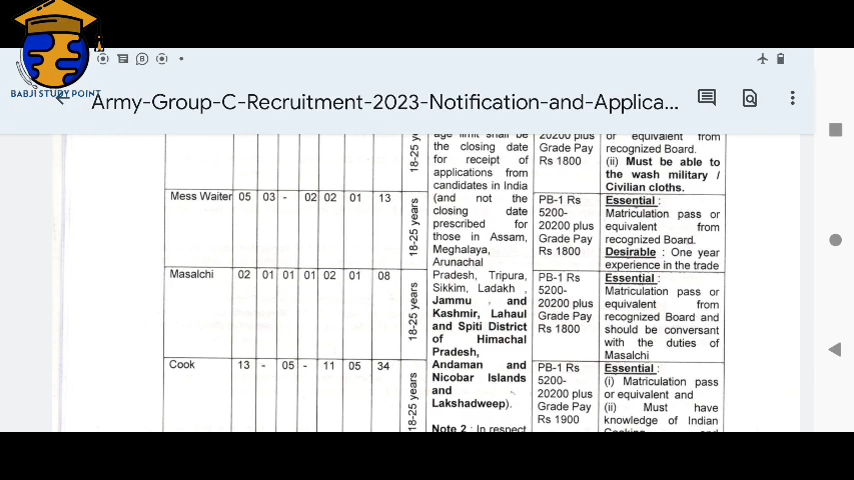 BABJI STUDY POINT
Army-Group-C-Recruitment-2023-Notification-and-Applica...
18-25
age limit shall be
the closing date
for receipt of
applications from
candidates in India
(and not the
closing date
prescribed for
those in Assam,
Meghalaya,
Arunachal
Pradesh, Tripura,
Sikkim, Ladakh ,
Jammu , and
Kashmir, Lahaul
and Spiti District
of Himachal
Pradesh,
Andaman and
Nicobar Islands
and
Lakshadweep).
Note 2 : In respect
20200 plus
Grade Pay
Rs 1800
or equivalent from
recognized Board.
(ii) Must be able to
the wash military /
Civilian cloths.
Mess Waiter 05 03 - 02 02 01 13
18-25 years
PB-1 Rs
5200-
20200 plus
Grade Pay
Rs 1800
Essential :
Matriculation pass or
equivalent from
recognized Board.
Desirable : One year
experience in the trade
Masalchi 02 01 01 01 02 01 08
18-25 years
PB-1 Rs
5200-
20200 plus
Grade Pay
Rs 1800
Essential :
Matriculation pass or
equivalent from
recognized Board and
should be conversant
with the duties of
Masalchi
Cook 13 - 05 - 11 05 34
18-25 years
PB-1 Rs
5200-
20200 plus
Grade Pay
Rs 1900
Essential :
(i) Matriculation pass
or equivalent and
(ii) Must have
knowledge of Indian